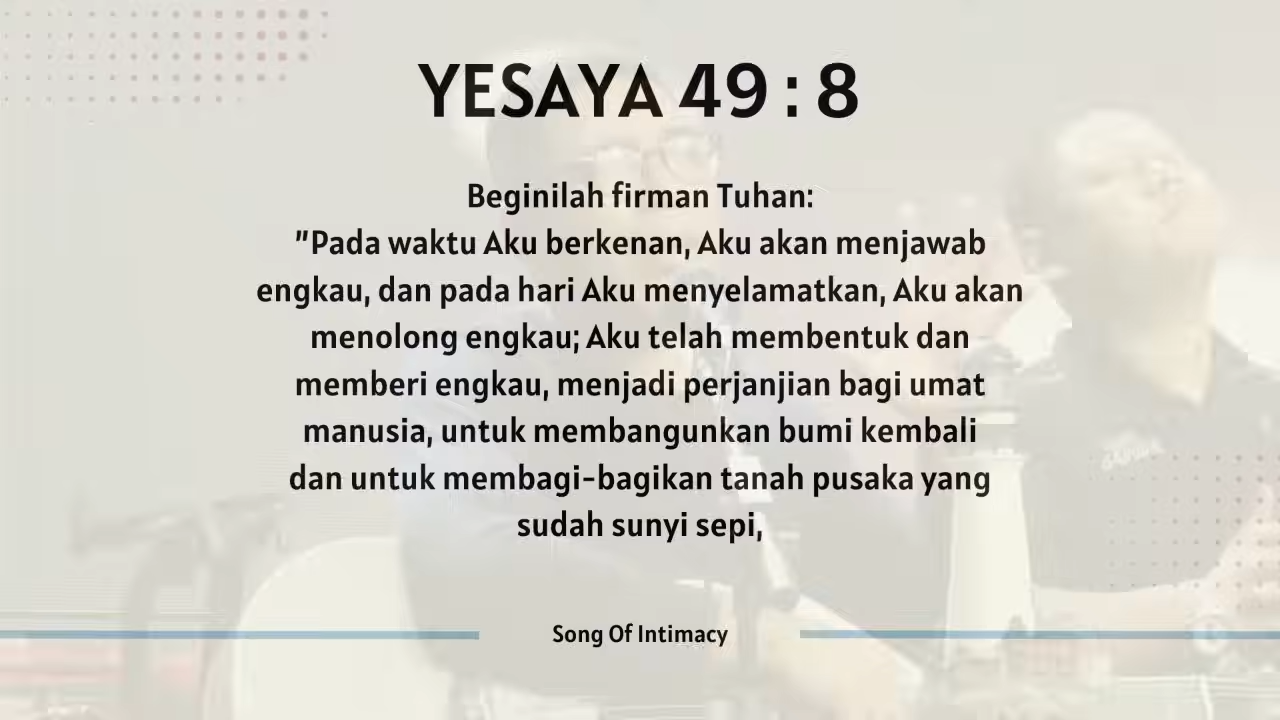 YESAYA 49 : 8
Beginilah firman Tuhan:
"Pada waktu Aku berkenan, Aku akan menjawab
engkau, dan pada hari Aku menyelamatkan, Aku akan
menolong engkau; Aku telah membentuk dan
memberi engkau, menjadi perjanjian bagi umat
manusia, untuk membangunkan bumi kembali
dan untuk membagi-bagikan tanah pusaka yang
sudah sunyi sepi,
Song Of Intimacy